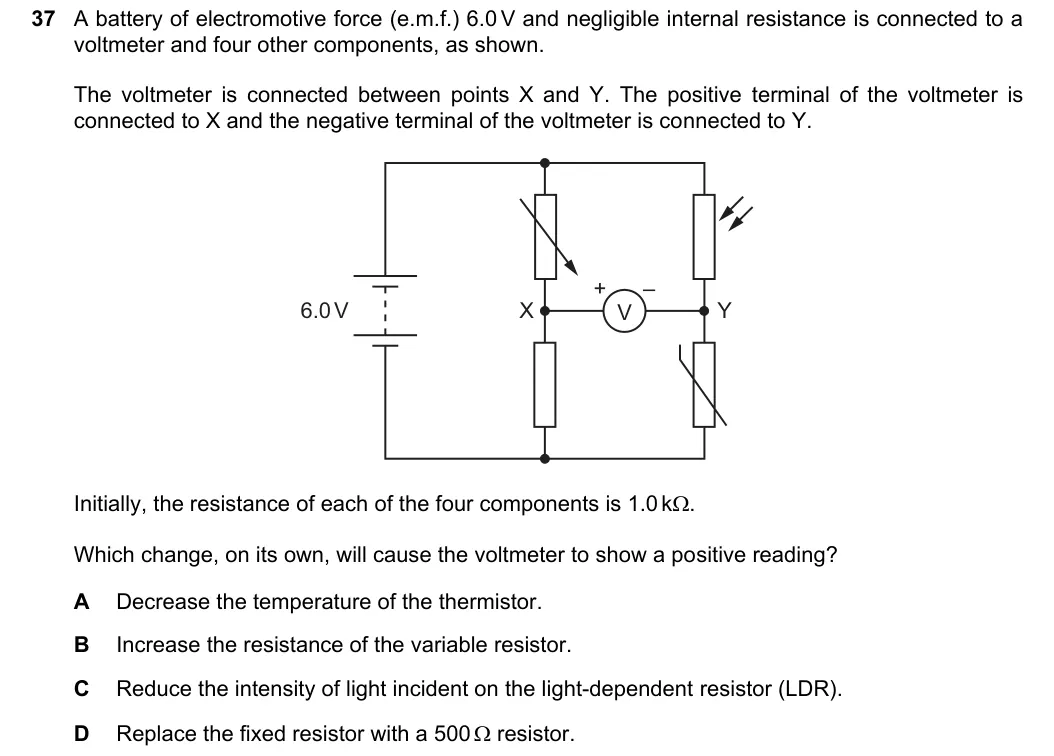 37 A battery of electromotive force (e.m.f.) 6.0 V and negligible internal resistance is connected to a
voltmeter and four other components, as shown.
The voltmeter is connected between points X and Y. The positive terminal of the voltmeter is
connected to X and the negative terminal of the voltmeter is connected to Y.
+ –
6.0 V X V Y
Initially, the resistance of each of the four components is 1.0 kΩ.
Which change, on its own, will cause the voltmeter to show a positive reading?
A Decrease the temperature of the thermistor.
B Increase the resistance of the variable resistor.
C Reduce the intensity of light incident on the light-dependent resistor (LDR).
D Replace the fixed resistor with a 500 Ω resistor.